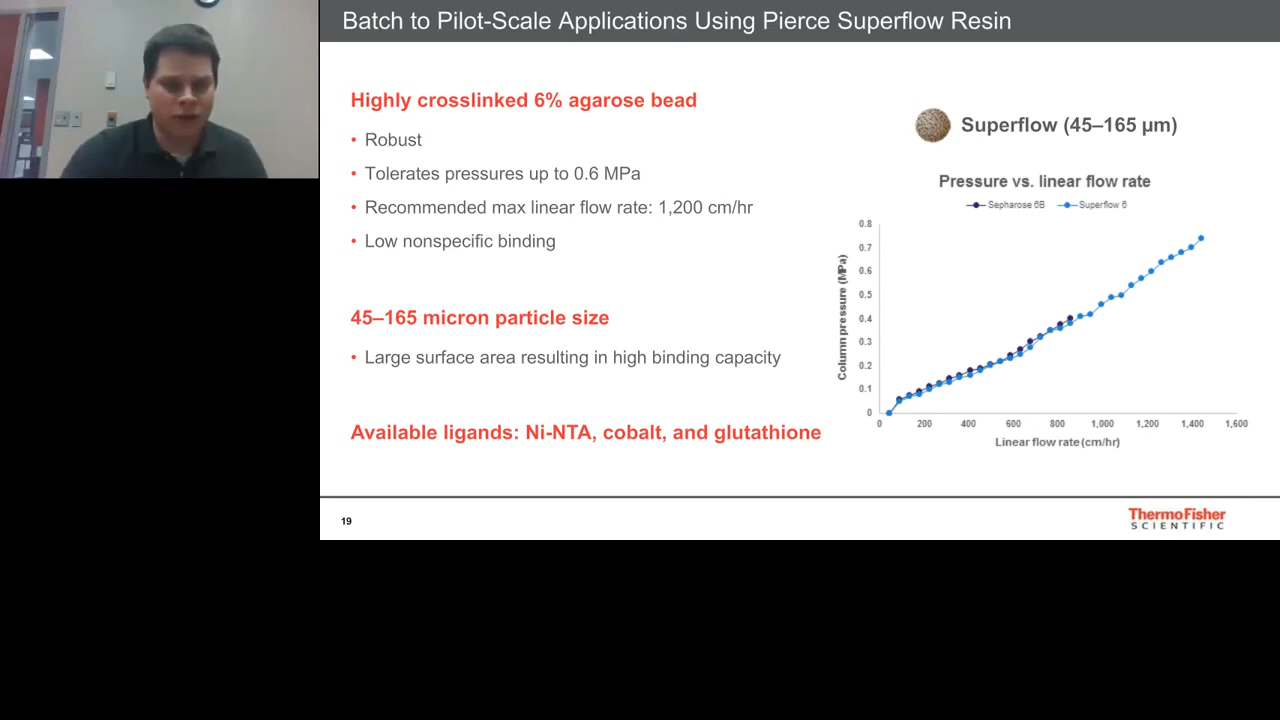 Batch to Pilot-Scale Applications Using Pierce Superflow Resin
Highly crosslinked 6% agarose bead
• Robust
• Tolerates pressures up to 0.6 MPa
• Recommended max linear flow rate: 1,200 cm/hr
• Low nonspecific binding
45–165 micron particle size
• Large surface area resulting in high binding capacity
Available ligands: Ni-NTA, cobalt, and glutathione
Superflow (45–165 µm)
Pressure vs. linear flow rate
Sepharose 6B Superflow 6
Column pressure (MPa)
0.8
0.7
0.6
0.5
0.4
0.3
0.2
0.1
0
0 200 400 600 800 1,000 1,200 1,400 1,600
Linear flow rate (cm/hr)
19
ThermoFisher
SCIENTIFIC